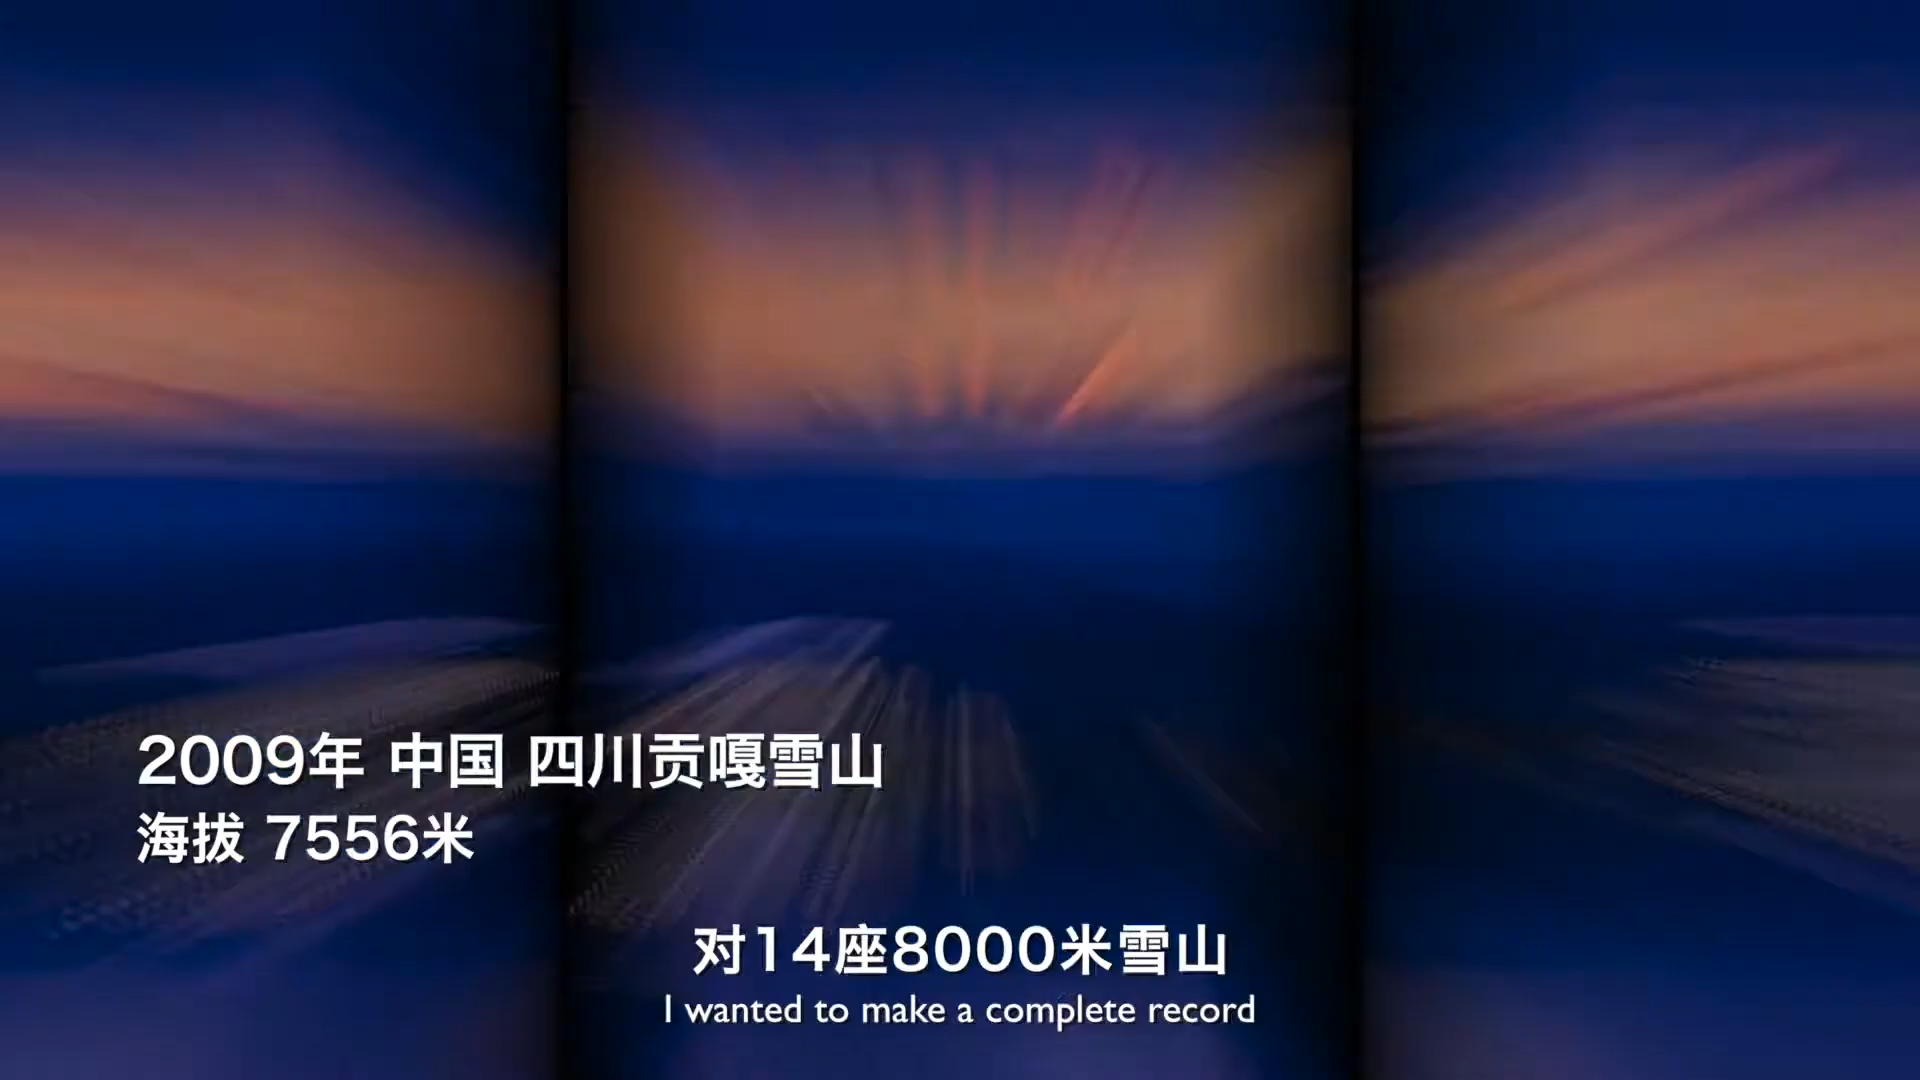 2009年 中国 四川贡嘎雪山
海拔 7556米
对14座8000米雪山
I wanted to make a complete record